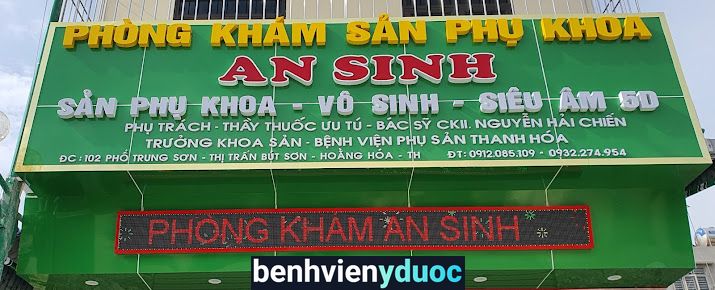 PHÒNG KHÁM SẢN PHỤ KHOA
AN SINH
SẢN PHỤ KHOA - VÔ SINH - SIÊU ÂM 5D
PHỤ TRÁCH - THẦY THUỐC ƯU TÚ - BÁC SỸ CKII. NGUYỄN HẢI CHIẾN
TRƯỞNG KHOA SẢN - BỆNH VIỆN PHỤ SẢN THANH HÓA
ĐC : 102 PHỐ TRUNG SƠN - THỊ TRẤN BÚT SƠN - HOẰNG HÓA - TH ĐT: 0912.085.109 - 0932.274.954
PHÒNG KHÁM AN SINH
benhvienyduoc